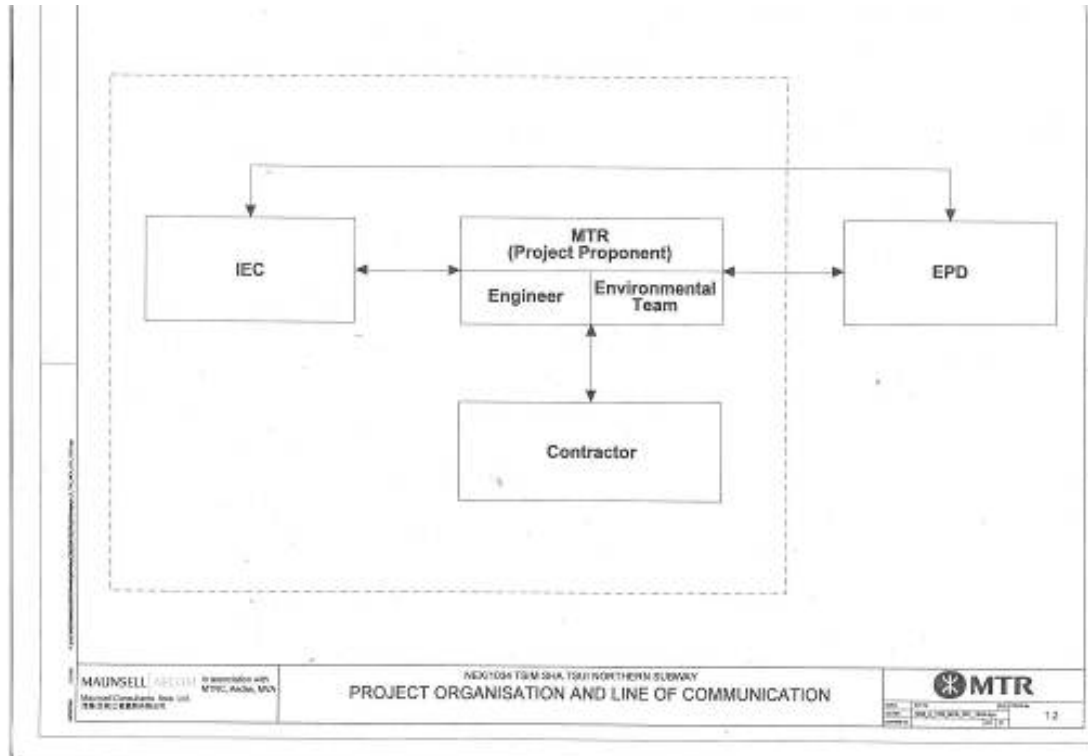 IEC
MTR
(Project Proponent)
Engineer
Environmental
Team
EPD
Contractor
MAUNSELL AECOM
In association with
Maunsell Consultants Asia Ltd.
NEX/1034 TSIM SHA TSUI NORTHERN SUBWAY
PROJECT ORGANISATION AND LINE OF COMMUNICATION
MTR
1.2